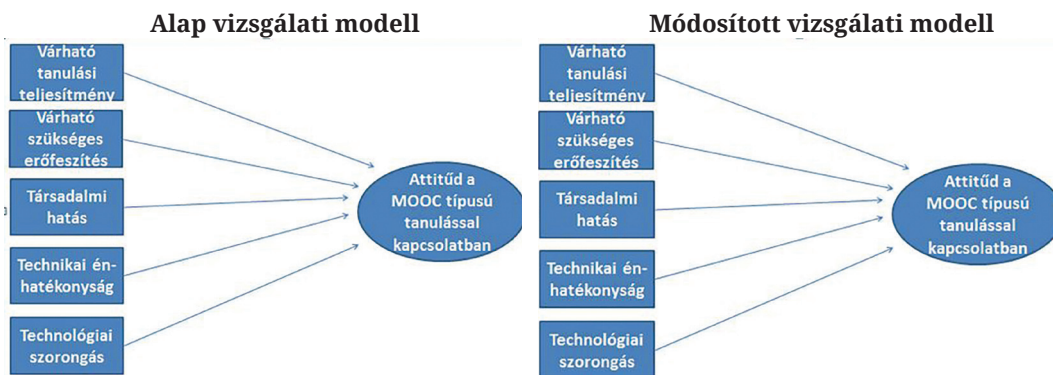 Alap vizsgálati modell
Várható
tanulási
teljesítmény
Várható
szükséges
erőfeszítés
Társadalmi
hatás
Technikai én-
hatékonyság
Technológiai
szorongás
Attitűd a
MOOC típusú
tanulással
kapcsolatban
Módosított vizsgálati modell
Várható
tanulási
teljesítmény
Várható
szükséges
erőfeszítés
Társadalmi
hatás
Technikai én-
hatékonyság
Technológiai
szorongás
Attitűd a
MOOC típusú
tanulással
kapcsolatban